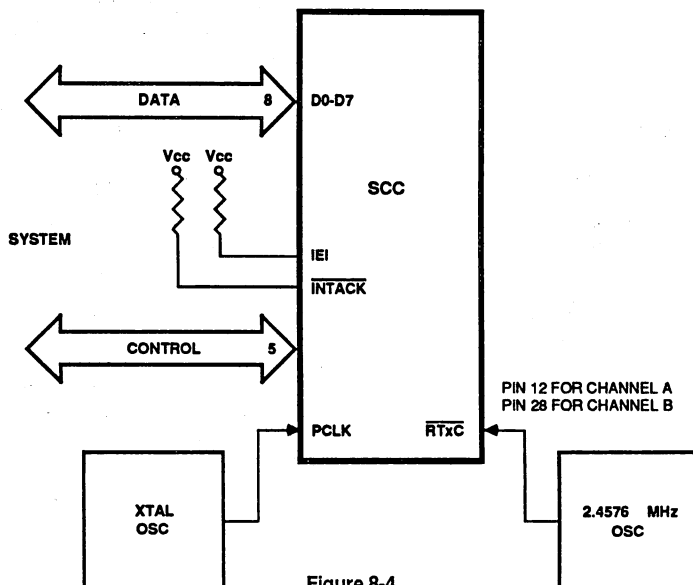 DATA 8 D0-D7
Vcc Vcc
SCC
SYSTEM
IEI
INTACK
CONTROL 5
PIN 12 FOR CHANNEL A
PIN 28 FOR CHANNEL B
PCLK RTxC
XTAL
OSC
2.4576 MHz
OSC
Figure 8-4